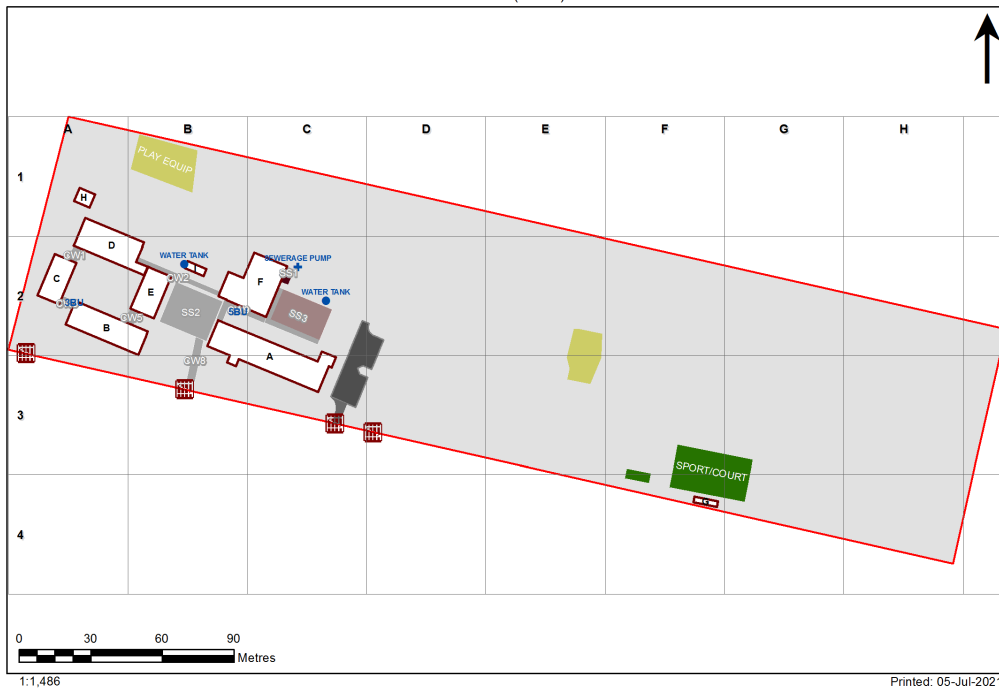 A B C D E F G H
1
PLAY EQUIP
H
D
GW1
WATER TANK
SEWERAGE PUMP
C
I
GW2
F
SS1
2
E
WATER TANK
3BU
SS2
5BU
SS3
B
GW5
A
GW8
3
SPORT/COURT
G
4
0 30 60 90
Metres
1:1,486
Printed: 05-Jul-2021